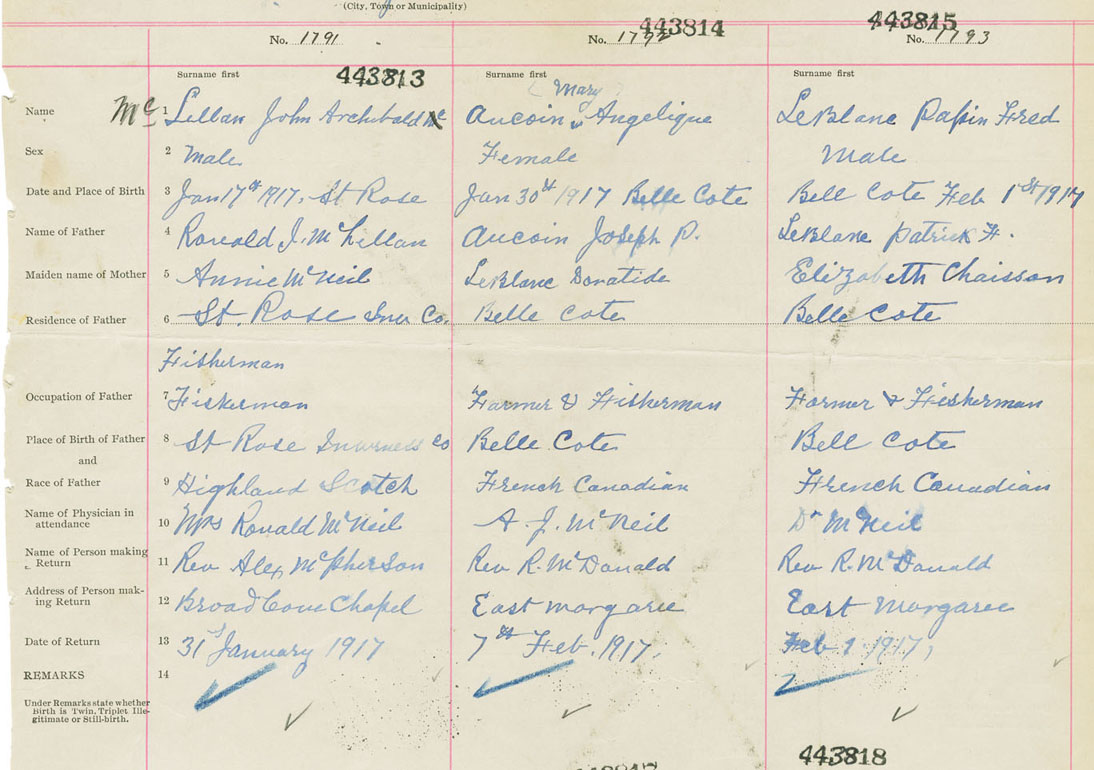 (City, Town or Municipality)
No. 1791
No. 1792
443814
443815
No. 1793
Surname first
443813
Surname first
Surname first
Name
Mc
1 Lellan John Archibald
(Mary)
Aucoin Angelique
LeBlanc Papin Fred
Sex
2 Male
Female
Male
Date and Place of Birth
3 Jan 17th 1917. St Rose
Jan 30st 1917 Belle Cote
Bell Cote Feb 1st 1917
Name of Father
4 Ronald J. McLellan
Aucoin Joseph P.
LeBlanc Patrick H.
Maiden name of Mother
5 Annie McNeil
LeBlanc Donatide
Elizabeth Chaisson
Residence of Father
6 St. Rose Inver Co.
Belle Cote
Belle Cote
Fisherman
Occupation of Father
7 Fisherman
Farmer & Fisherman
Farmer & Fisherman
Place of Birth of Father
8 St Rose Inverness Co
Belle Cote
Bell Cote
and
Race of Father
9 Highland Scotch
French Canadian
French Canadian
Name of Physician in
attendance
10 Mrs Ronald McNeil
A. J. McNeil
Dr McNeil
Name of Person making
Return
11 Rev Alex McPherson
Rev R. McDonald
Rev R. McDonald
Address of Person mak-
ing Return
12 Broad Cove Chapel
East Margaree
East Margaree
Date of Return
13 31st January 1917
7th Feb. 1917.
Feb 1 1917,
REMARKS
14
Under Remarks state whether
Birth is Twin, Triplet Ille-
gitimate or Still-birth.
443818